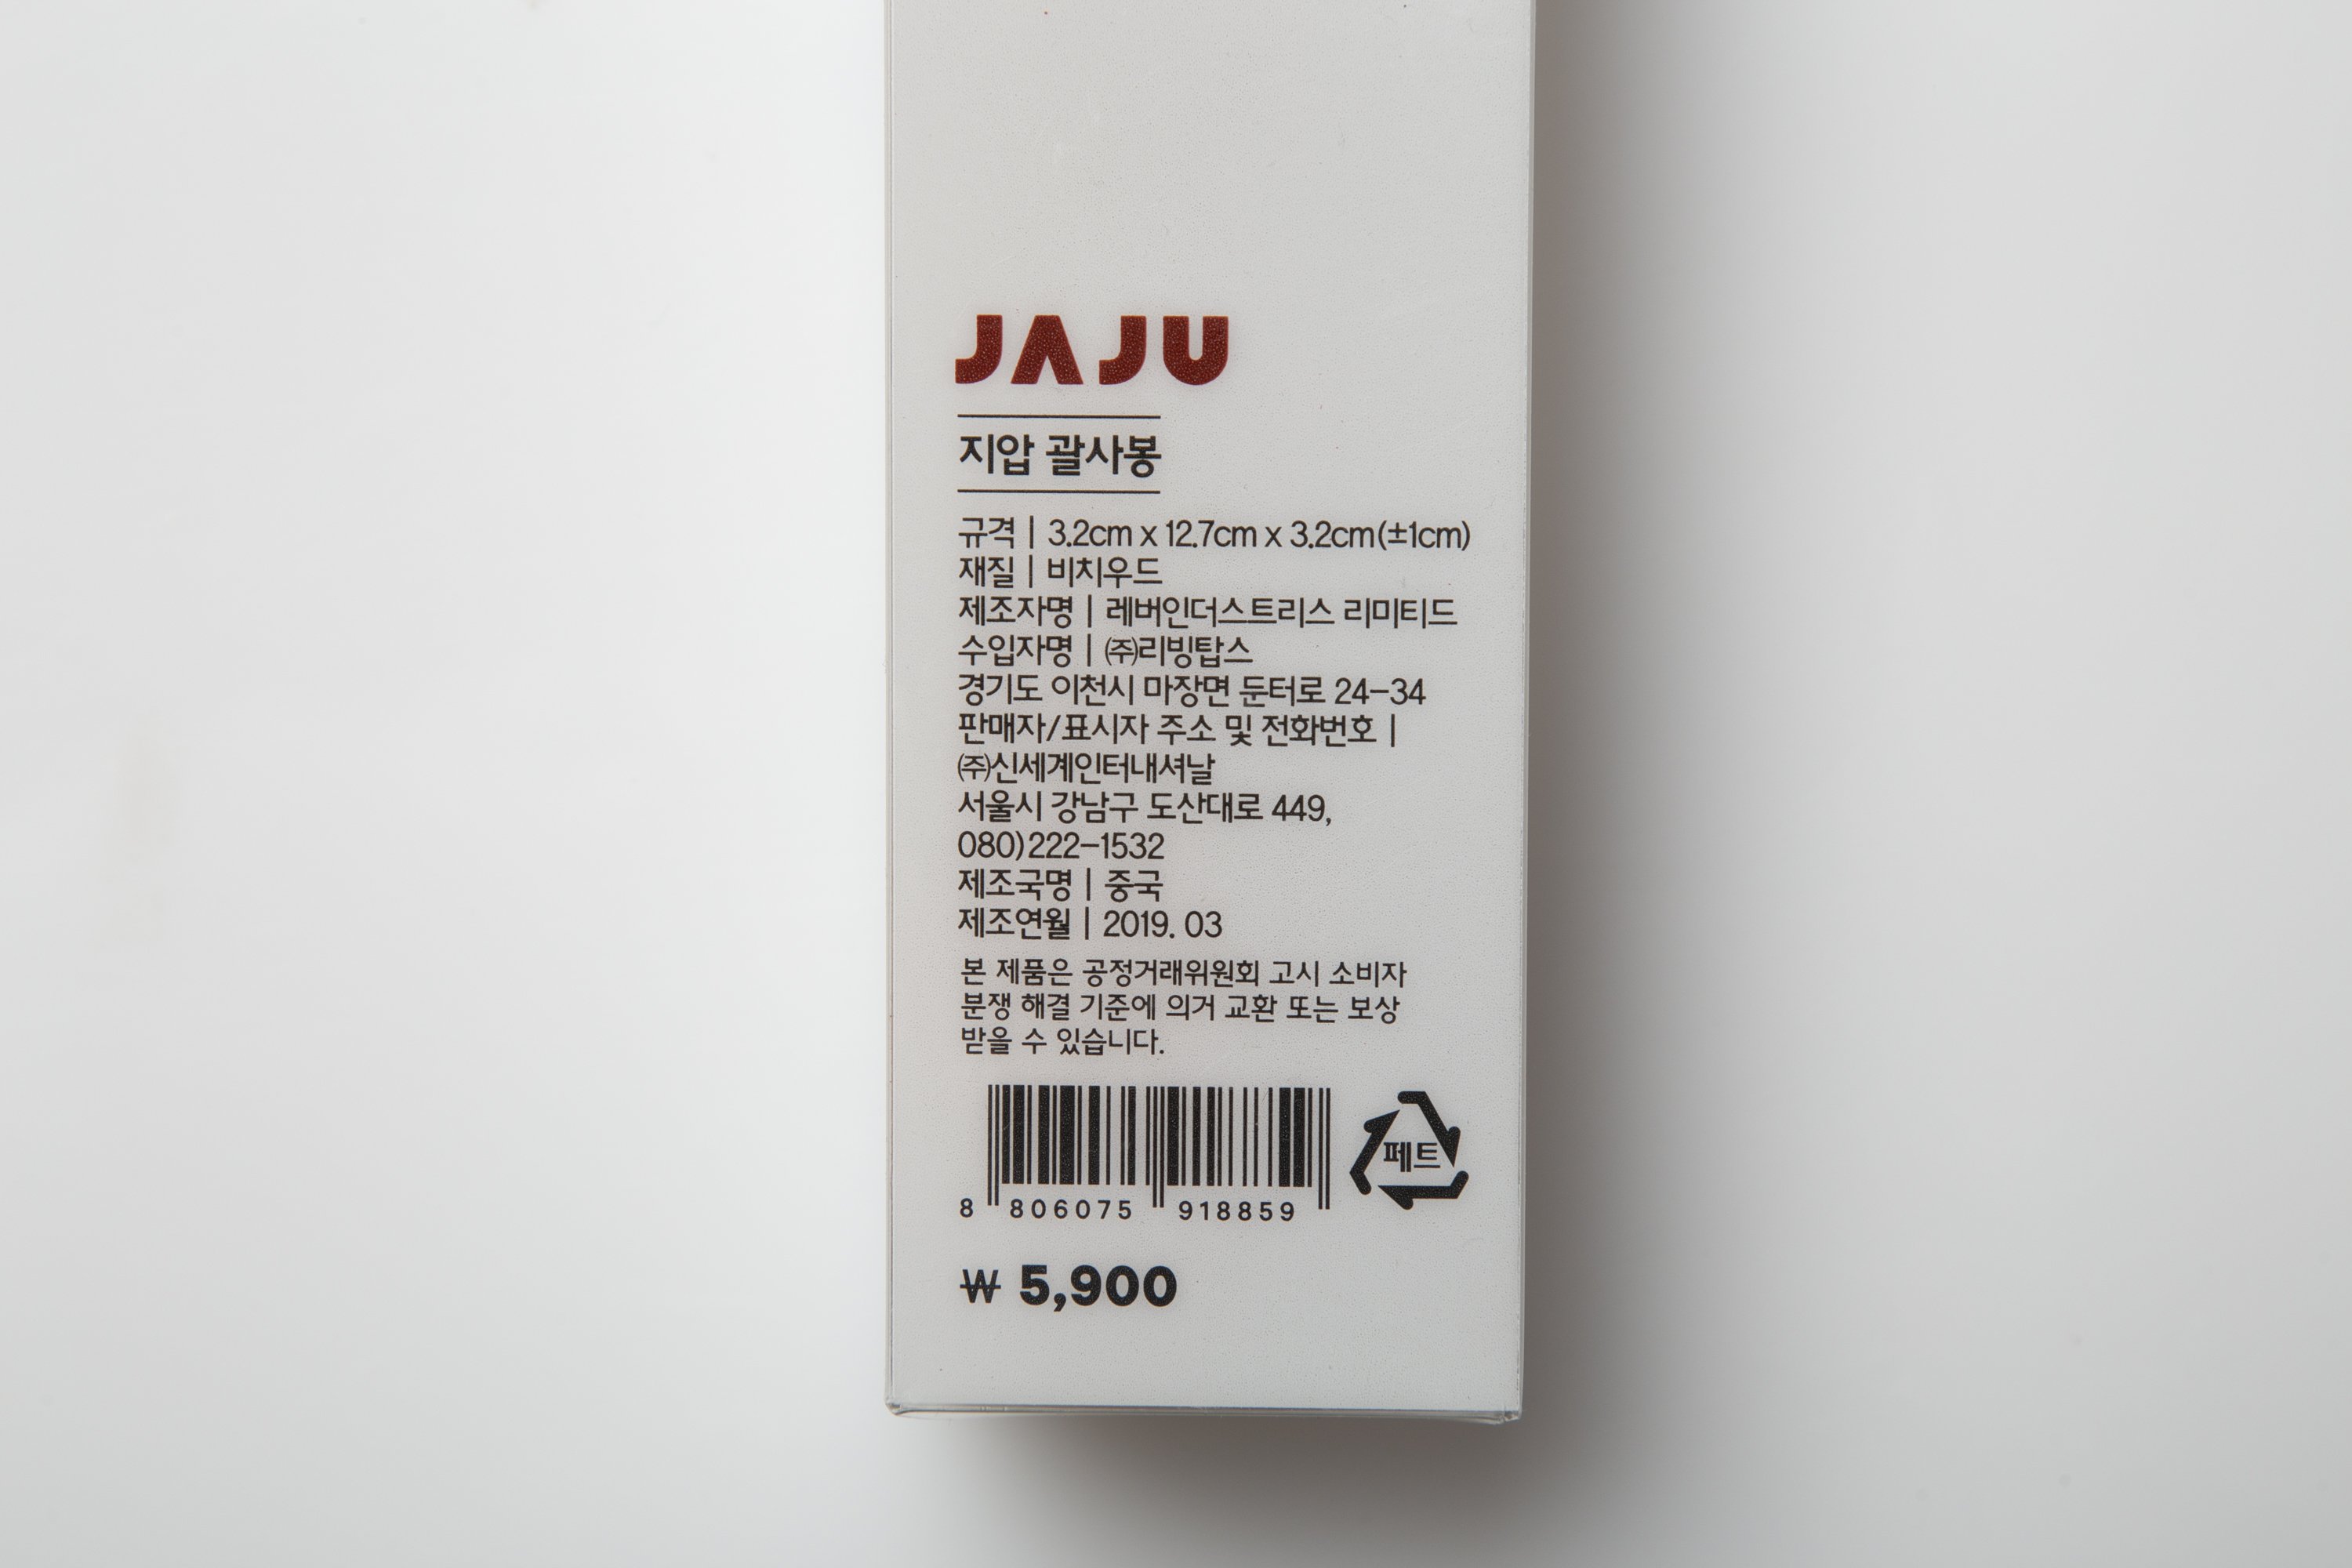 JAJU
지압 괄사봉
규격 | 3.2cm x 12.7cm x 3.2cm(±1cm)
재질 | 비치우드
제조자명 | 레버인더스트리스 리미티드
수입자명 | ㈜리빙탑스
경기도 이천시 마장면 둔터로 24-34
판매자/표시자 주소 및 전화번호 |
㈜신세계인터내셔날
서울시 강남구 도산대로 449,
080)222-1532
제조국명 | 중국
제조연월 | 2019. 03
본 제품은 공정거래위원회 고시 소비자
분쟁 해결 기준에 의거 교환 또는 보상
받을 수 있습니다.
페트
8 806075 918859
₩ 5,900